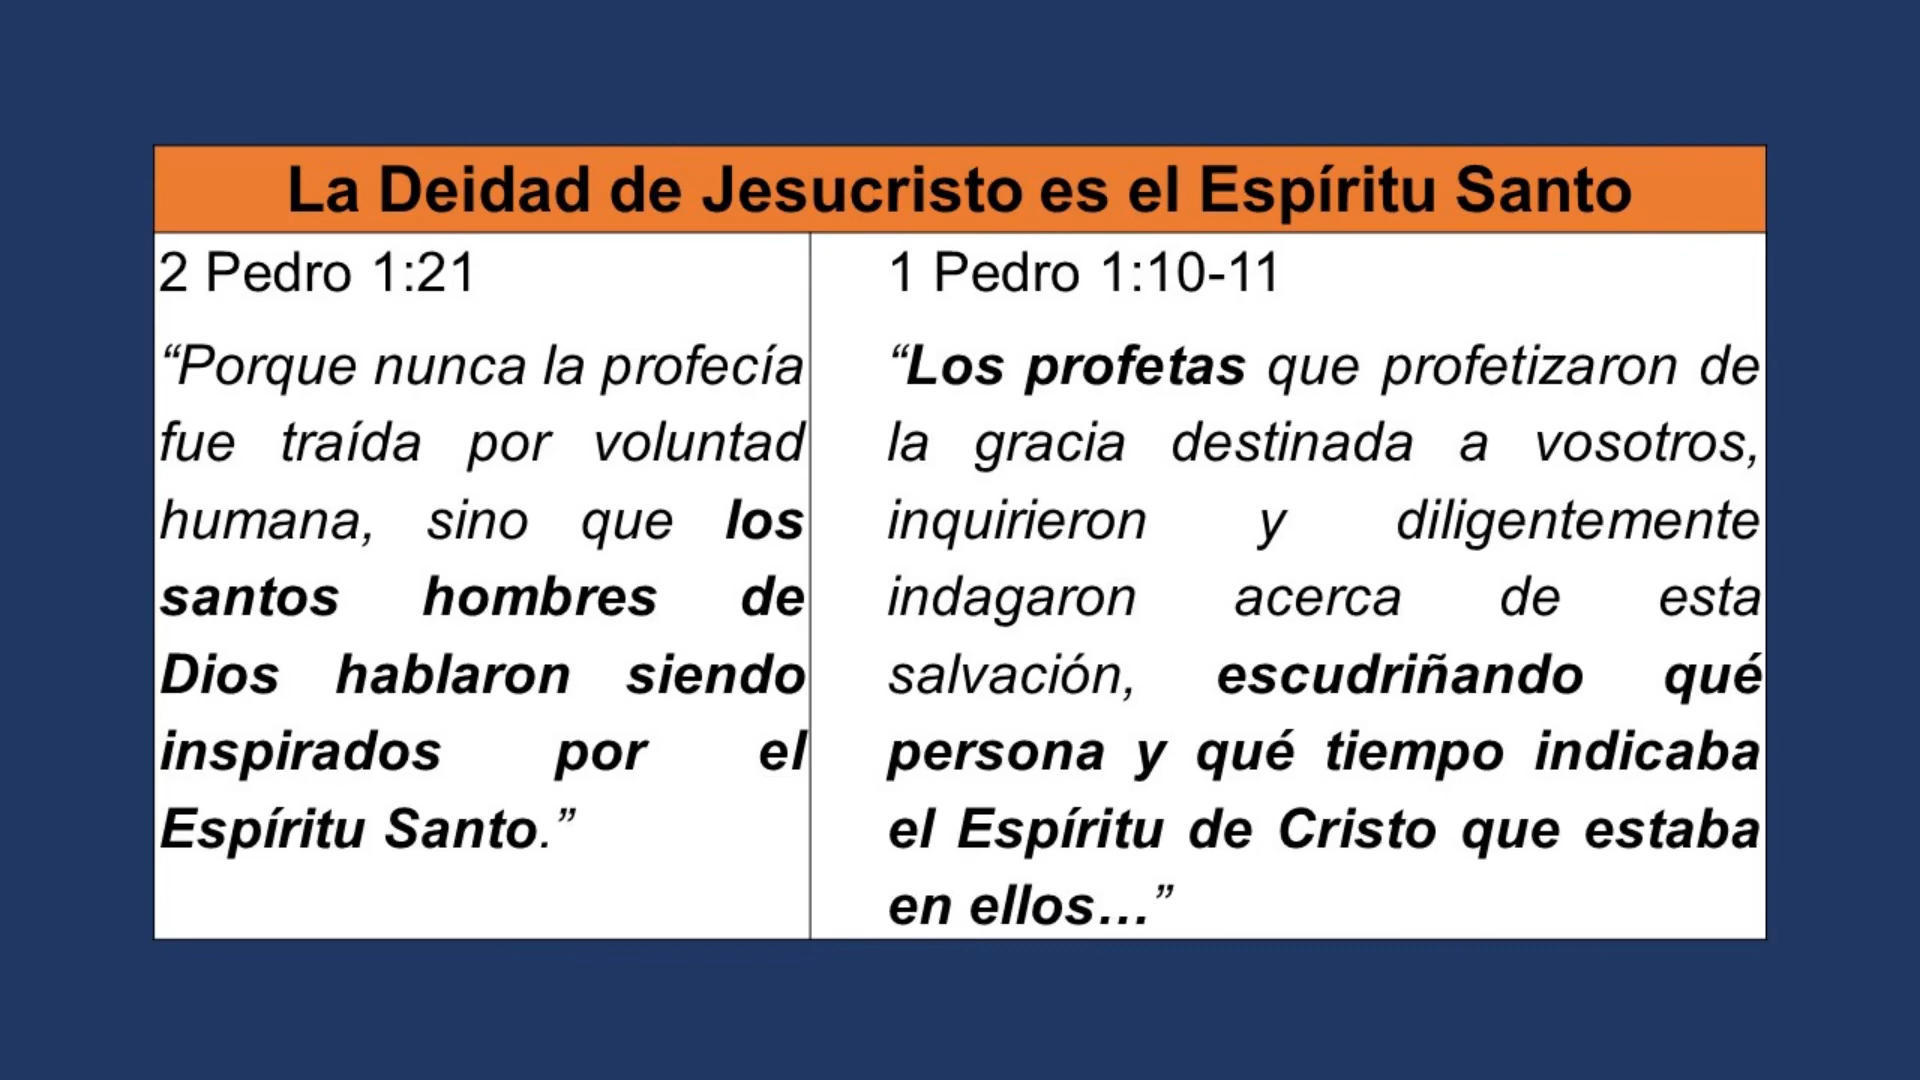 La Deidad de Jesucristo es el Espíritu Santo
2 Pedro 1:21
“Porque nunca la profecía
fue traída por voluntad
humana, sino que los
santos hombres de
Dios hablaron siendo
inspirados por el
Espíritu Santo.”
1 Pedro 1:10-11
“Los profetas que profetizaron de
la gracia destinada a vosotros,
inquirieron y diligentemente
indagaron acerca de esta
salvación, escudriñando qué
persona y qué tiempo indicaba
el Espíritu de Cristo que estaba
en ellos…”